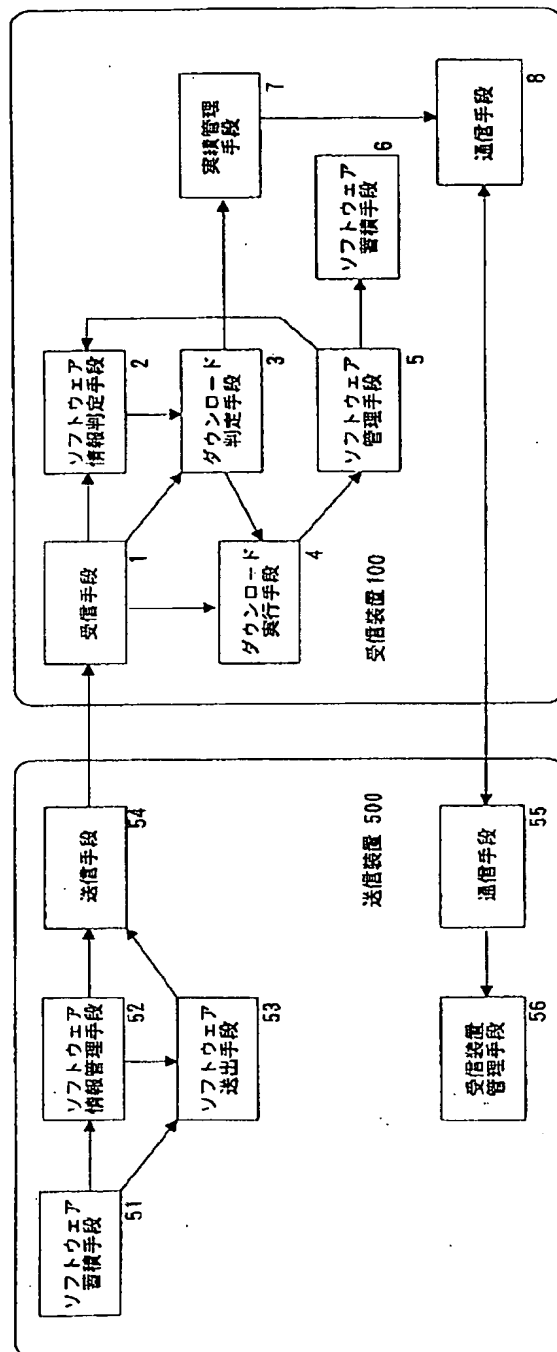 ソフトウェア
蓄積手段
51
ソフトウェア
情報管理手段
52
ソフトウェア
送出手段
53
送信手段
54
送信装置 500
通信手段
55
受信装置
管理手段
56
受信手段
1
ソフトウェア
情報判定手段
2
ダウンロード
判定手段
3
ダウンロード
実行手段
4
ソフトウェア
管理手段
5
ソフトウェア
蓄積手段
6
実績管理
手段
7
通信手段
8
受信装置 100